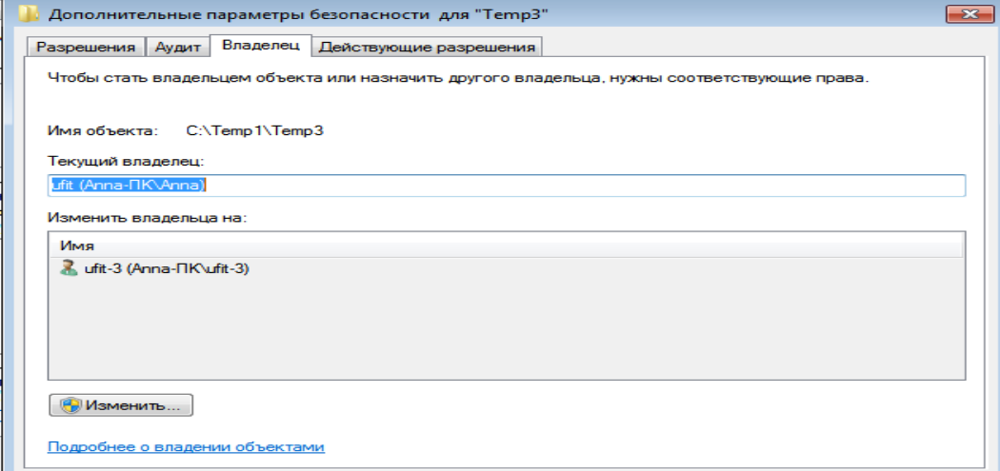 Дополнительные параметры безопасности для "Temp3"
Разрешения Аудит Владелец Действующие разрешения
Чтобы стать владельцем объекта или назначить другого владельца, нужны соответствующие права.
Имя объекта: C:\Temp1\Temp3
Текущий владелец:
ufit (Anna-ПК\Anna)
Изменить владельца на:
Имя
ufit-3 (Anna-ПК\ufit-3)
Изменить...
Подробнее о владении объектами